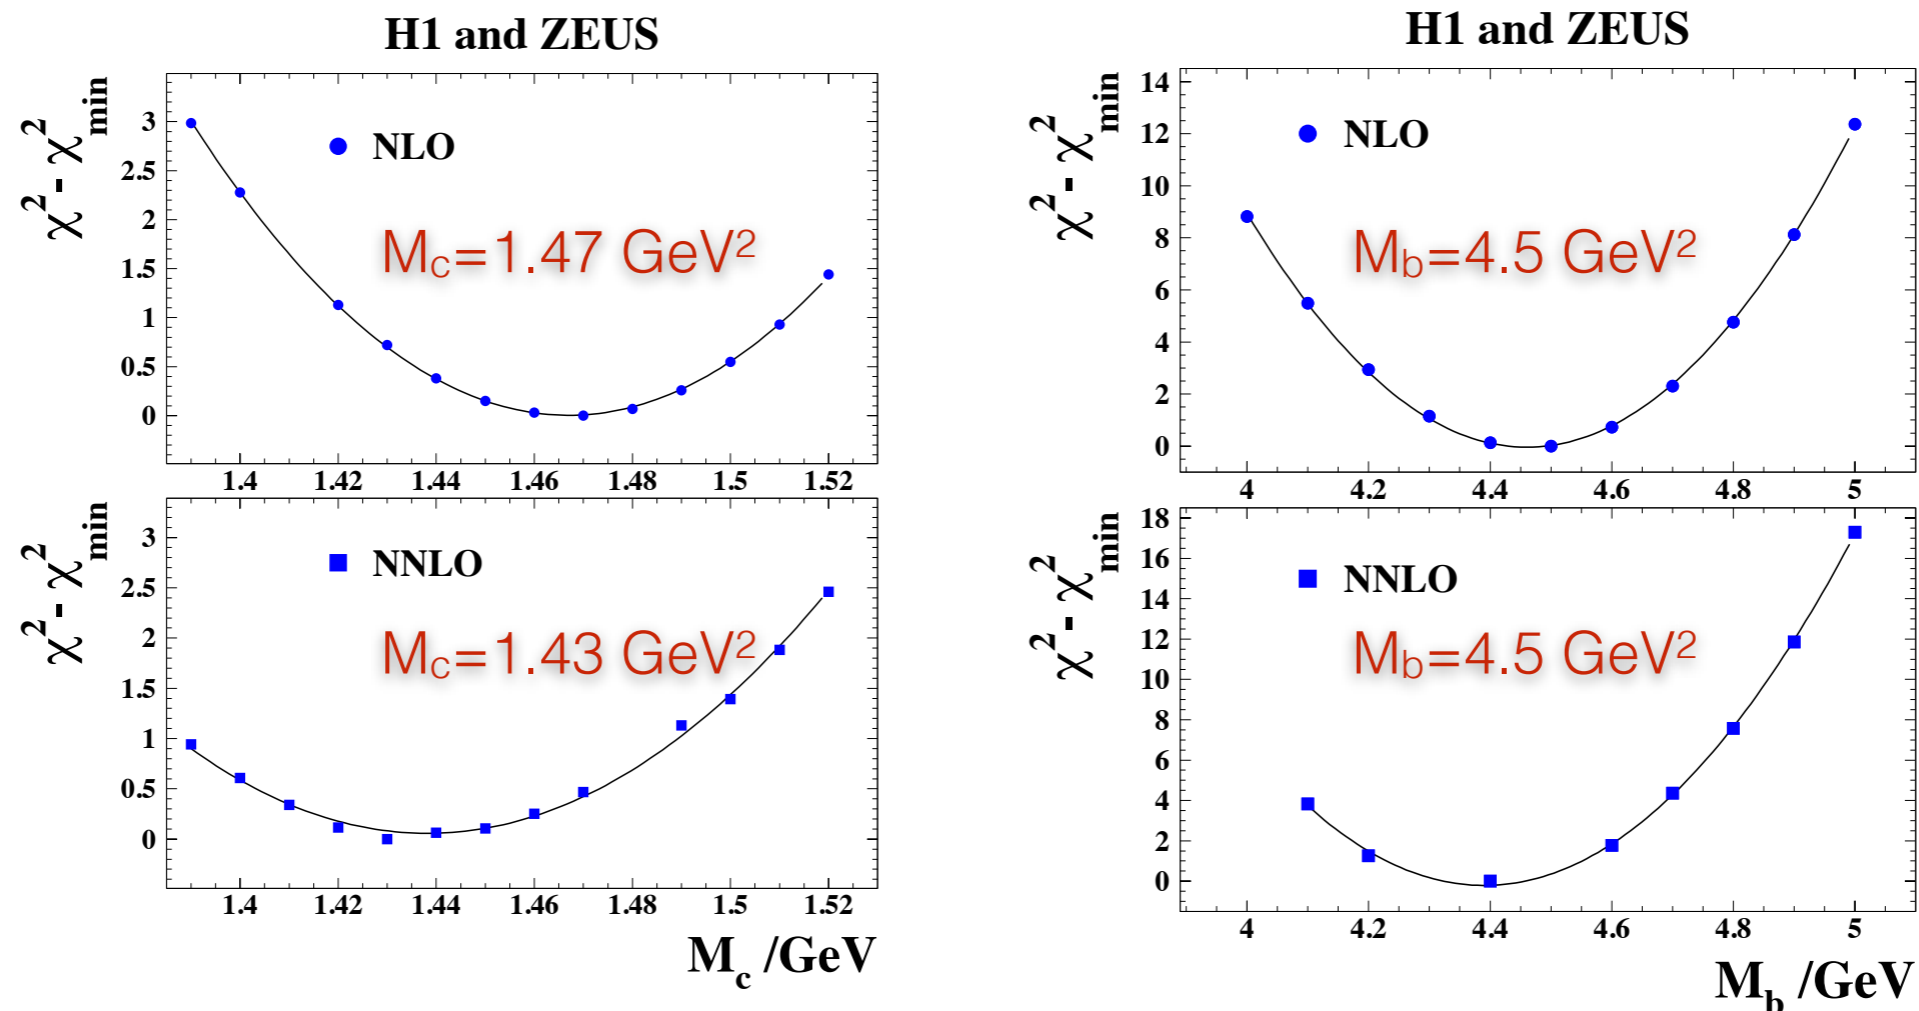 H1 and ZEUS
χ² - χ²min
3
2.5
2
1.5
1
0.5
0
NLO
Mc=1.47 GeV²
1.4 1.42 1.44 1.46 1.48 1.5 1.52
χ² - χ²min
3
2.5
2
1.5
1
0.5
0
NNLO
Mc=1.43 GeV²
1.4 1.42 1.44 1.46 1.48 1.5 1.52
Mc /GeV
H1 and ZEUS
χ² - χ²min
14
12
10
8
6
4
2
0
NLO
Mb=4.5 GeV²
4 4.2 4.4 4.6 4.8 5
χ² - χ²min
18
16
14
12
10
8
6
4
2
0
NNLO
Mb=4.5 GeV²
4 4.2 4.4 4.6 4.8 5
Mb /GeV